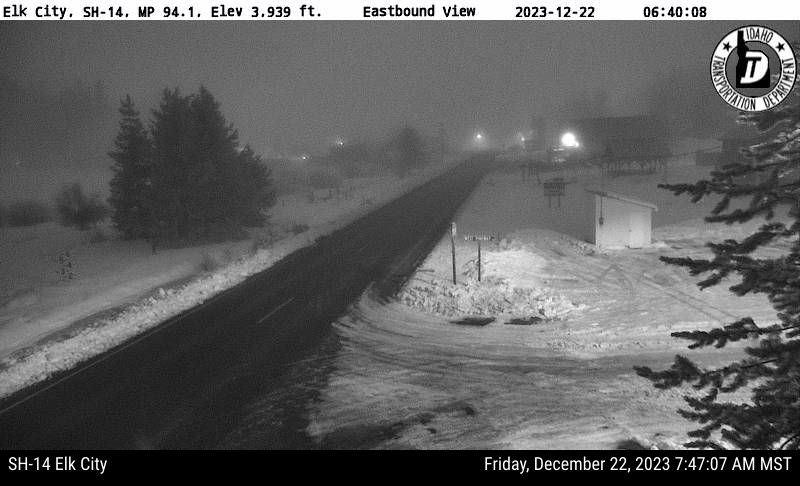 Elk City, SH-14, MP 94.1, Elev 3,939 ft. Eastbound View 2023-12-22 06:40:08
IDAHO
TRANSPORTATION DEPARTMENT
SH-14 Elk City Friday, December 22, 2023 7:47:07 AM MST